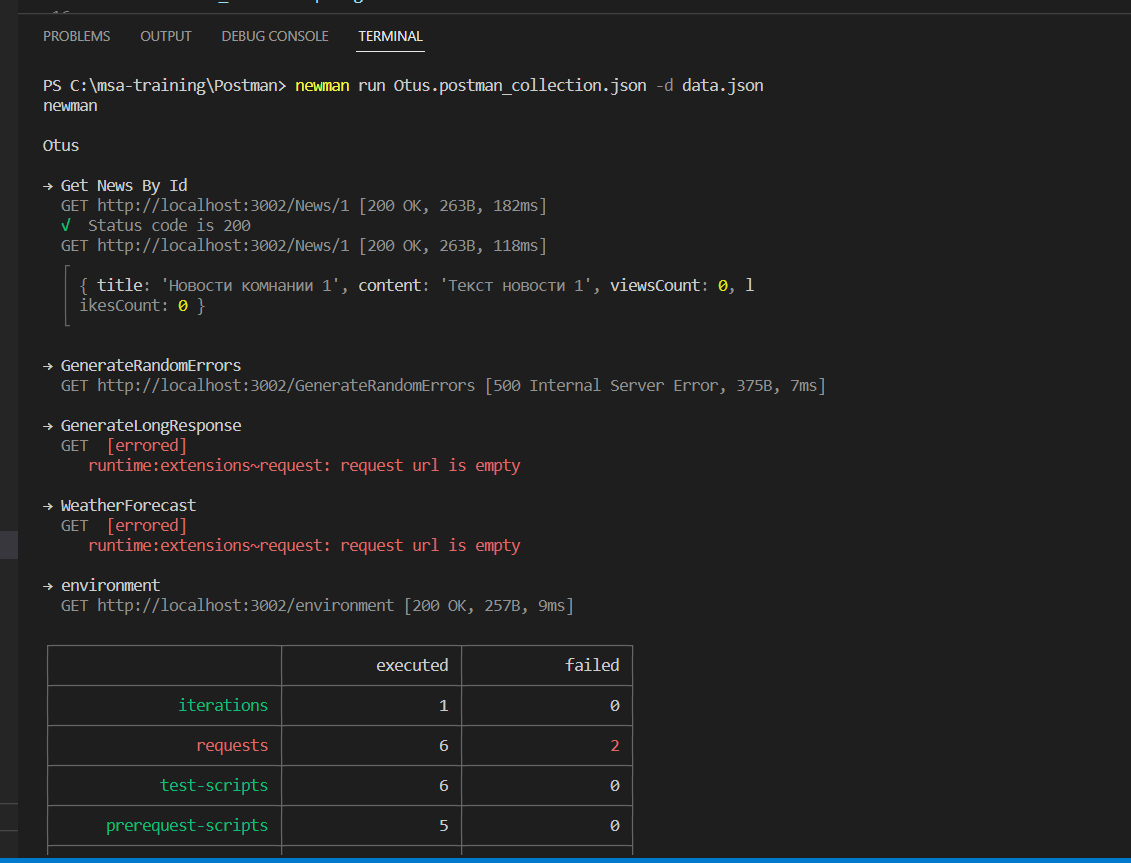 PROBLEMS OUTPUT DEBUG CONSOLE TERMINAL
PS C:\msa-training\Postman> newman run Otus.postman_collection.json -d data.json
newman
Otus
→ Get News By Id
GET http://localhost:3002/News/1 [200 OK, 263B, 182ms]
√ Status code is 200
GET http://localhost:3002/News/1 [200 OK, 263B, 118ms]
{ title: 'Новости комнании 1', content: 'Текст новости 1', viewsCount: 0, l
ikesCount: 0 }
→ GenerateRandomErrors
GET http://localhost:3002/GenerateRandomErrors [500 Internal Server Error, 375B, 7ms]
→ GenerateLongResponse
GET [errored]
runtime:extensions~request: request url is empty
→ WeatherForecast
GET [errored]
runtime:extensions~request: request url is empty
→ environment
GET http://localhost:3002/environment [200 OK, 257B, 9ms]
executed failed
iterations 1 0
requests 6 2
test-scripts 6 0
prerequest-scripts 5 0